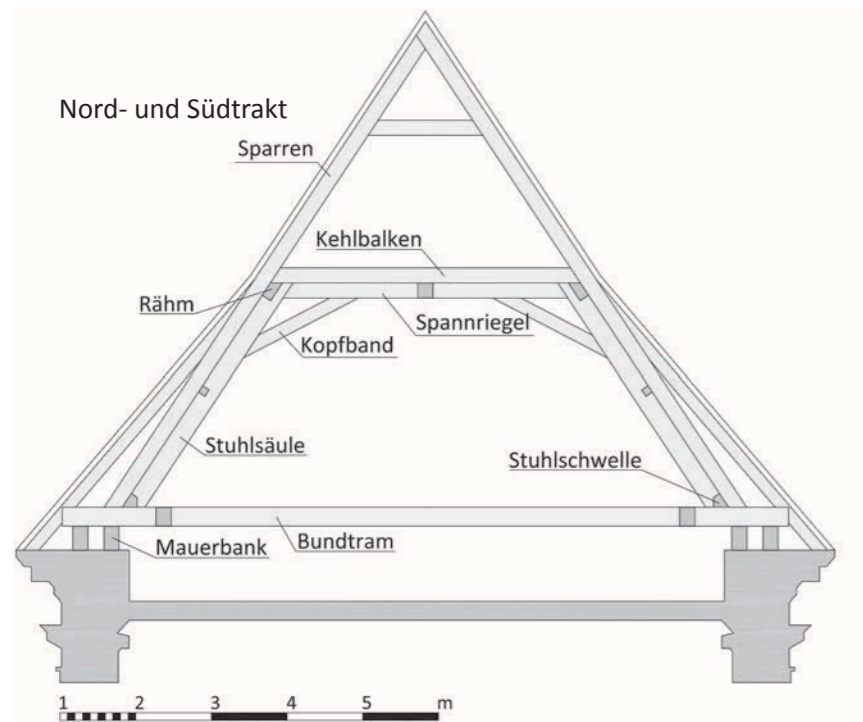 Nord- und Südtrakt
Sparren
Kehlbalken
Rähm
Spannriegel
Kopfband
Stuhlsäule
Stuhlschwelle
Mauerbank
Bundtram
1 2 3 4 5 m